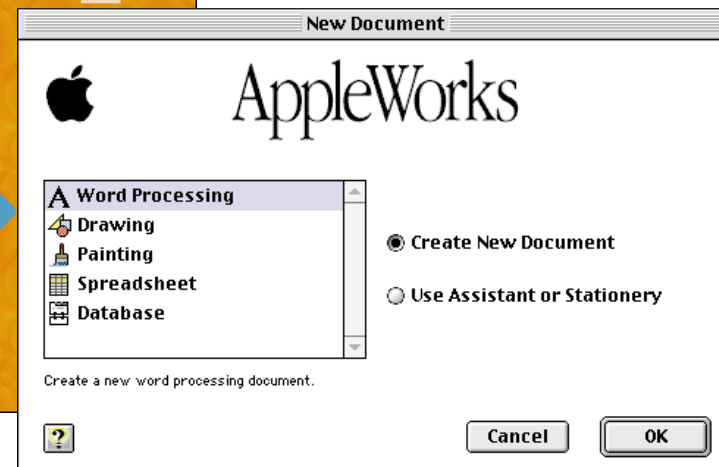 New Document
AppleWorks
Word Processing
Drawing
Painting
Spreadsheet
Database
Create New Document
Use Assistant or Stationery
Create a new word processing document.
?
Cancel
OK